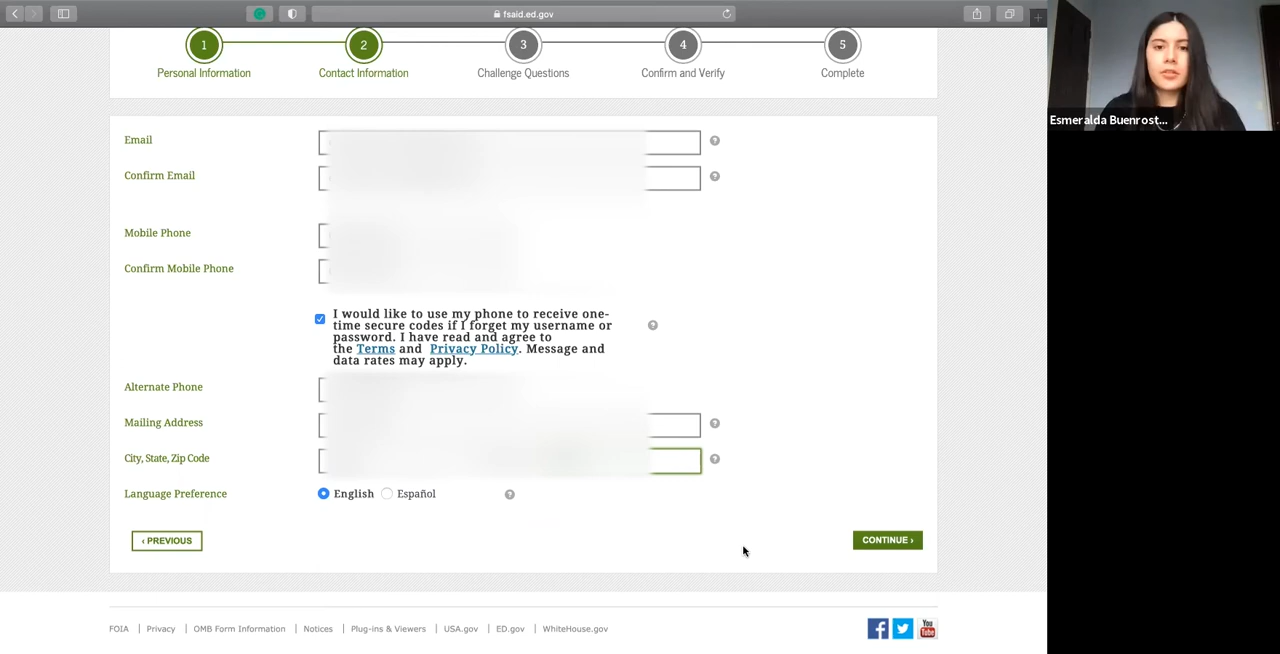 fsaid.ed.gov
1
2
3
4
5
Personal Information
Contact Information
Challenge Questions
Confirm and Verify
Complete
Esmeralda Buenrost...
Email
Confirm Email
Mobile Phone
Confirm Mobile Phone
I would like to use my phone to receive one-
time secure codes if I forget my username or
password. I have read and agree to
the Terms and Privacy Policy. Message and
data rates may apply.
Alternate Phone
Mailing Address
City, State, Zip Code
Language Preference
English
Español
‹ PREVIOUS
CONTINUE ›
FOIA | Privacy | OMB Form Information | Notices | Plug-ins & Viewers | USA.gov | ED.gov | WhiteHouse.gov
You
Tube